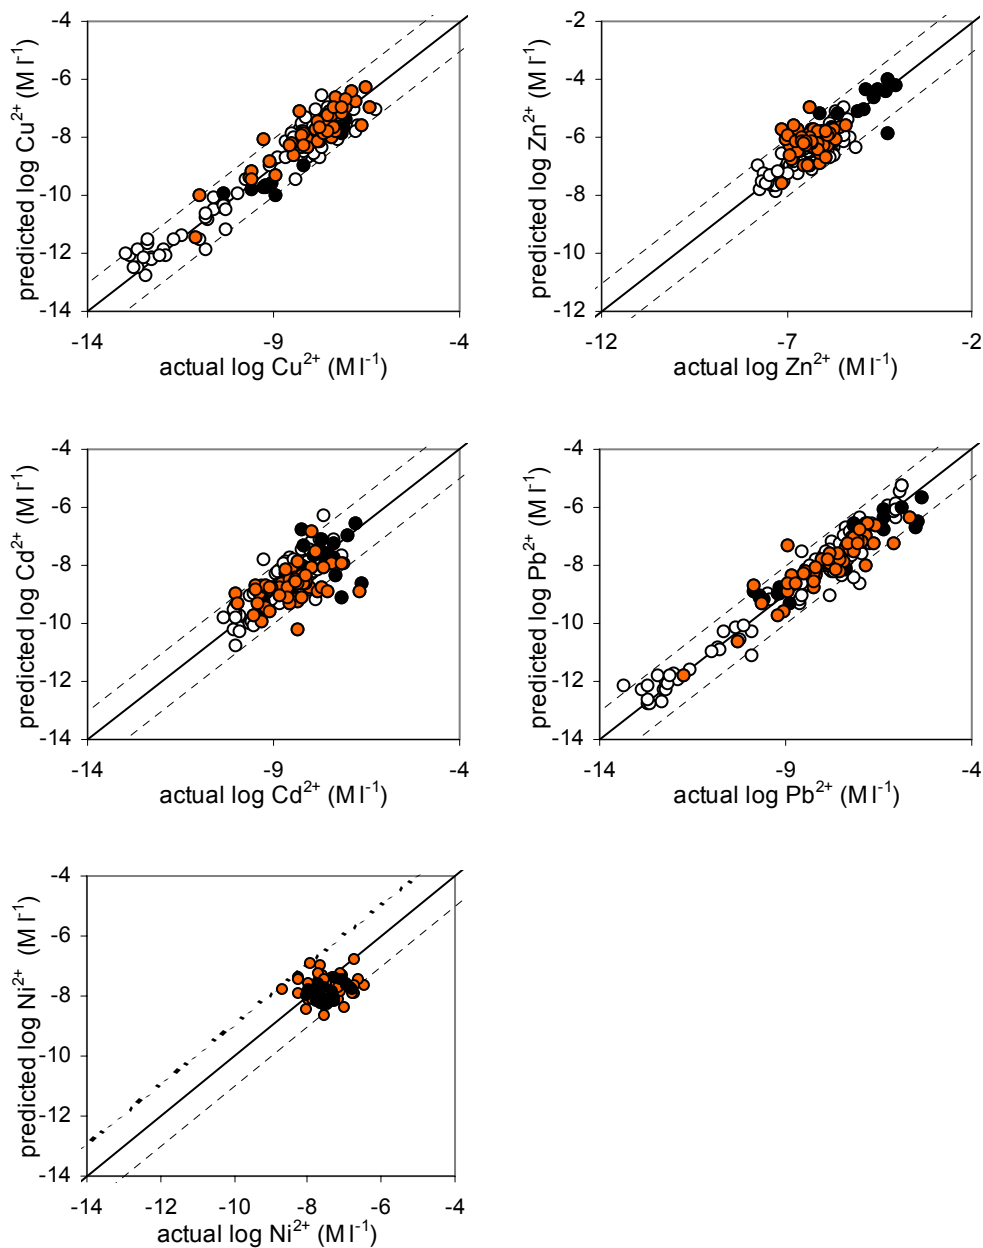 -4
-6
-8
-10
-12
-14
-14 -9 -4
predicted log Cu²⁺ (M l⁻¹)
actual log Cu²⁺ (M l⁻¹)
-2
-4
-6
-8
-10
-12
-12 -7 -2
predicted log Zn²⁺ (M l⁻¹)
actual log Zn²⁺ (M l⁻¹)
-4
-6
-8
-10
-12
-14
-14 -9 -4
predicted log Cd²⁺ (M l⁻¹)
actual log Cd²⁺ (M l⁻¹)
-4
-6
-8
-10
-12
-14
-14 -9 -4
predicted log Pb²⁺ (M l⁻¹)
actual log Pb²⁺ (M l⁻¹)
-4
-6
-8
-10
-12
-14
-14 -12 -10 -8 -6 -4
predicted log Ni²⁺ (M l⁻¹)
actual log Ni²⁺ (M l⁻¹)